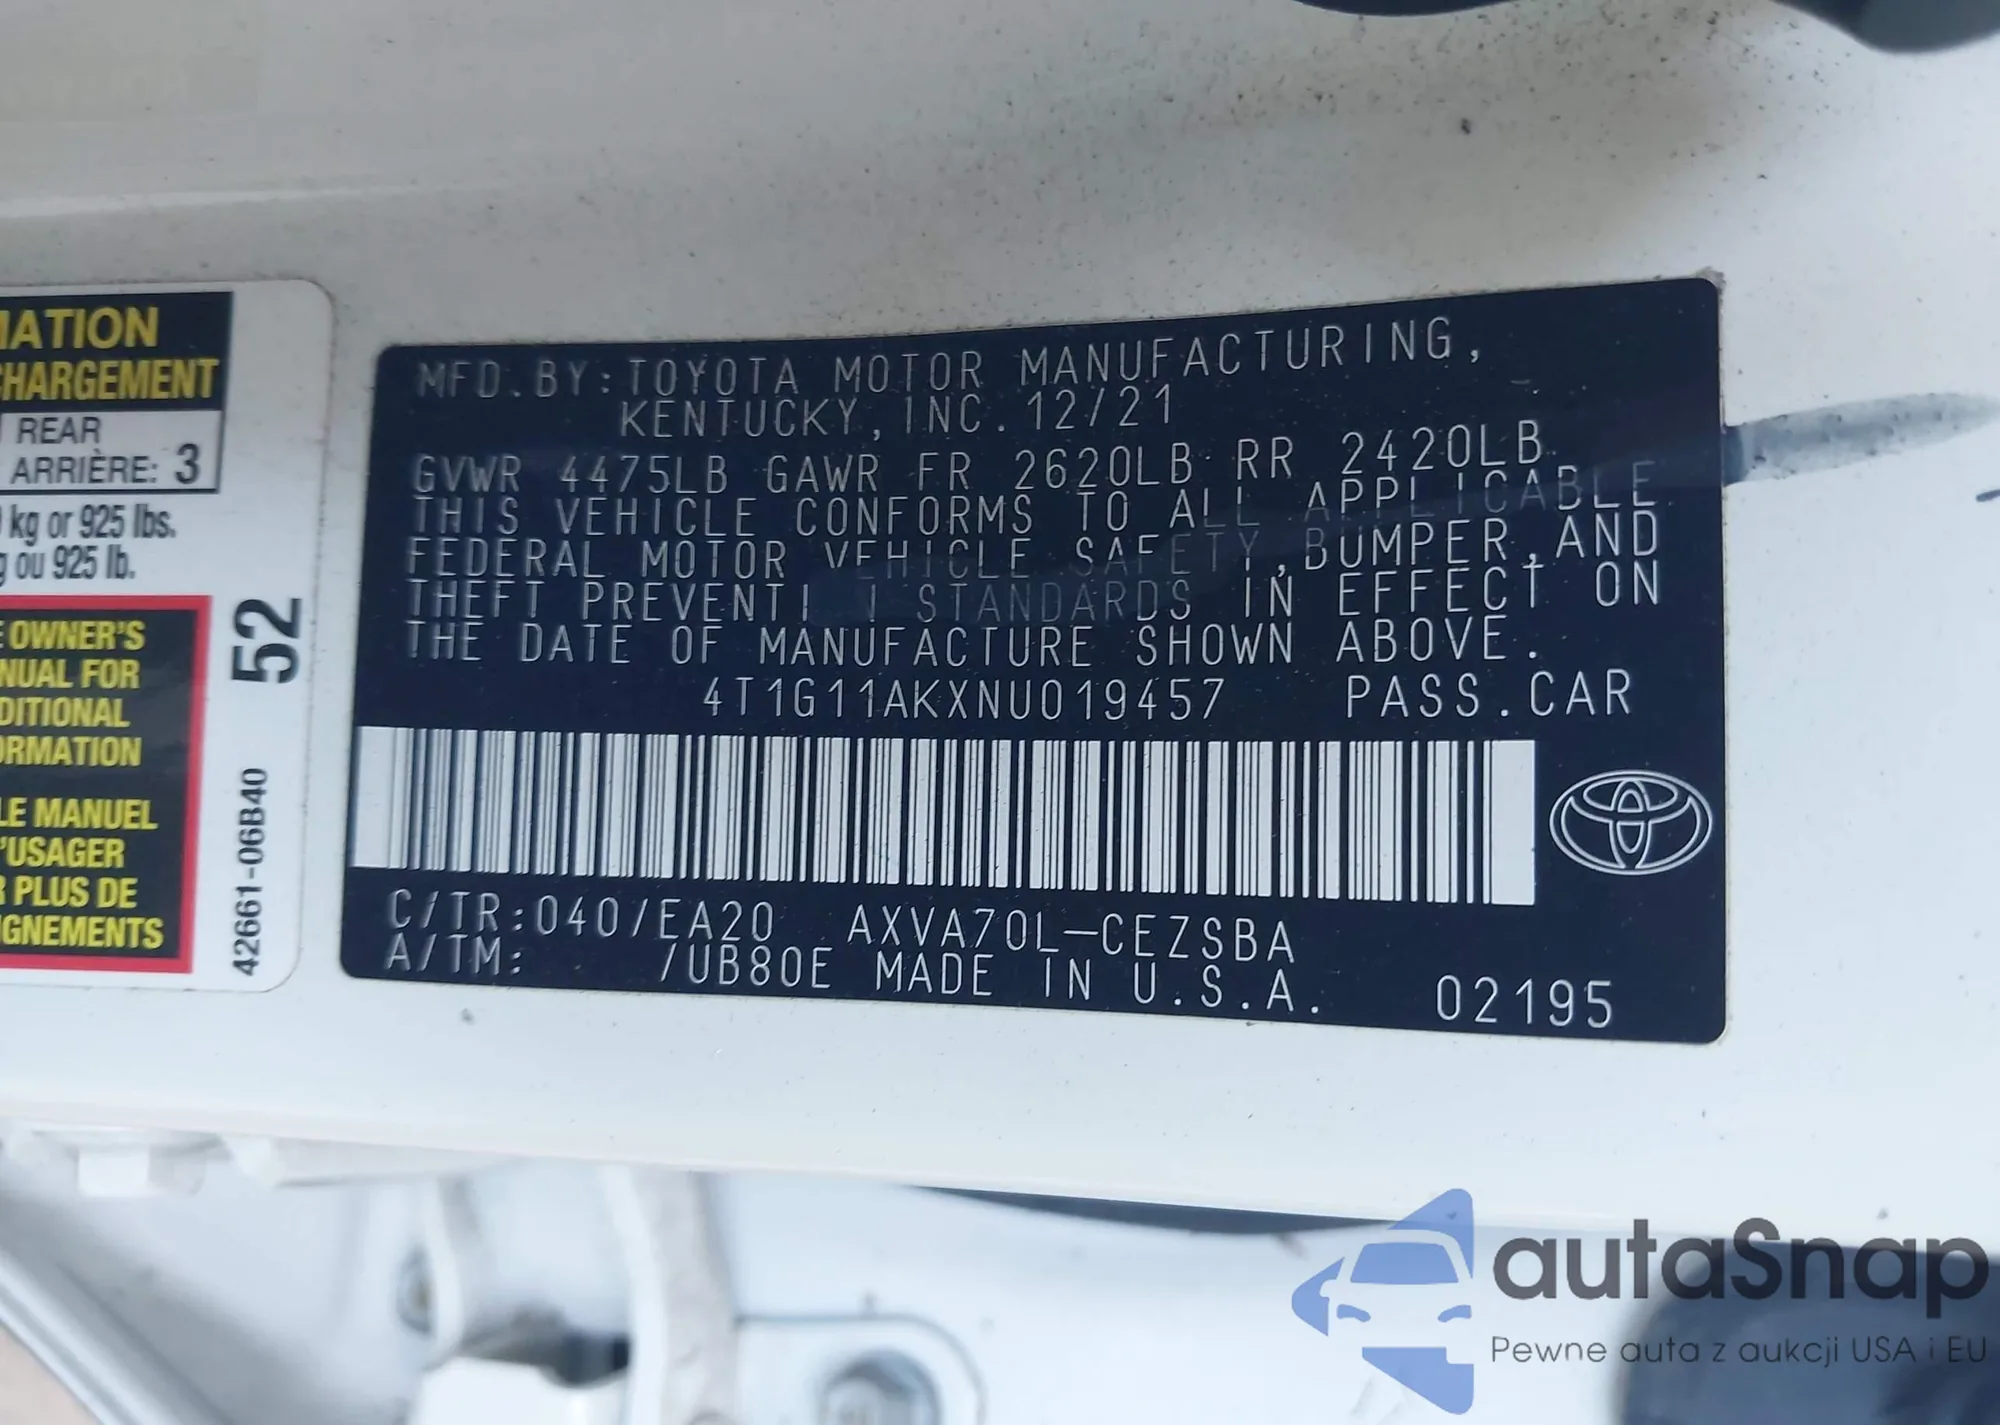 MATION
CHARGEMENT
REAR
ARRIÈRE: 3
kg or 925 lbs.
ou 925 lb.
OWNER'S
NUAL FOR
DITIONAL
ORMATION
LE MANUEL
'USAGER
R PLUS DE
IGNEMENTS
52
42661-06B40
MFD.BY:TOYOTA MOTOR MANUFACTURING,
KENTUCKY,INC.12/21
GVWR 4475LB GAWR FR 2620LB RR 2420LB
THIS VEHICLE CONFORMS TO ALL APPLICABLE
FEDERAL MOTOR VEHICLE SAFETY,BUMPER,AND
THEFT PREVENTION STANDARDS IN EFFECT ON
THE DATE OF MANUFACTURE SHOWN ABOVE.
4T1G11AKXNU019457 PASS.CAR
C/TR:040/EA20 AXVA70L-CEZSBA
A/TM: /UB80E MADE IN U.S.A. 02195
autaSnap
Pewne auta z aukcji USA i EU